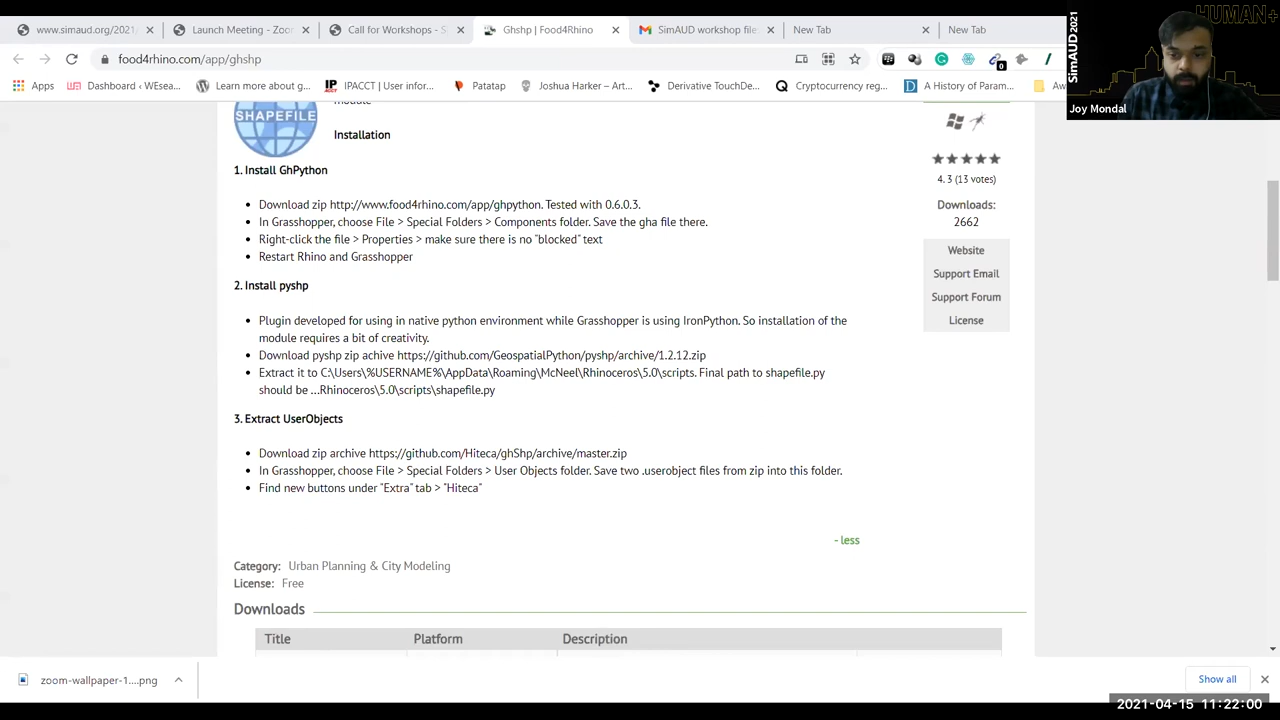 www.simaud.org/2021
Launch Meeting - Zoo
Call for Workshops - S
Ghshp | Food4Rhino
SimAUD workshop file
New Tab
New Tab
HUMAN+
SimAUD2021
food4rhino.com/app/ghshp
Joy Mondal
Apps
Dashboard ‹ WEsea...
Learn more about g...
IPACCT | User infor...
Patatap
Joshua Harker – Art...
Derivative TouchDe...
Cryptocurrency reg...
A History of Param...
A
module
SHAPEFILE
Installation
1. Install GhPython
Download zip http://www.food4rhino.com/app/ghpython. Tested with 0.6.0.3.
In Grasshopper, choose File > Special Folders > Components folder. Save the gha file there.
Right-click the file > Properties > make sure there is no "blocked" text
Restart Rhino and Grasshopper
4.3 (13 votes)
Downloads:
2662
Website
Support Email
Support Forum
License
2. Install pyshp
Plugin developed for using in native python environment while Grasshopper is using IronPython. So installation of the
module requires a bit of creativity.
Download pyshp zip achive https://github.com/GeospatialPython/pyshp/archive/1.2.12.zip
Extract it to C:\Users\%USERNAME%\AppData\Roaming\McNeel\Rhinoceros\5.0\scripts. Final path to shapefile.py
should be ...Rhinoceros\5.0\scripts\shapefile.py
3. Extract UserObjects
Download zip archive https://github.com/Hiteca/ghShp/archive/master.zip
In Grasshopper, choose File > Special Folders > User Objects folder. Save two .userobject files from zip into this folder.
Find new buttons under "Extra" tab > "Hiteca"
- less
Category: Urban Planning & City Modeling
License: Free
Downloads
Title Platform Description
zoom-wallpaper-1....png
Show all
2021-04-15 11:22:00